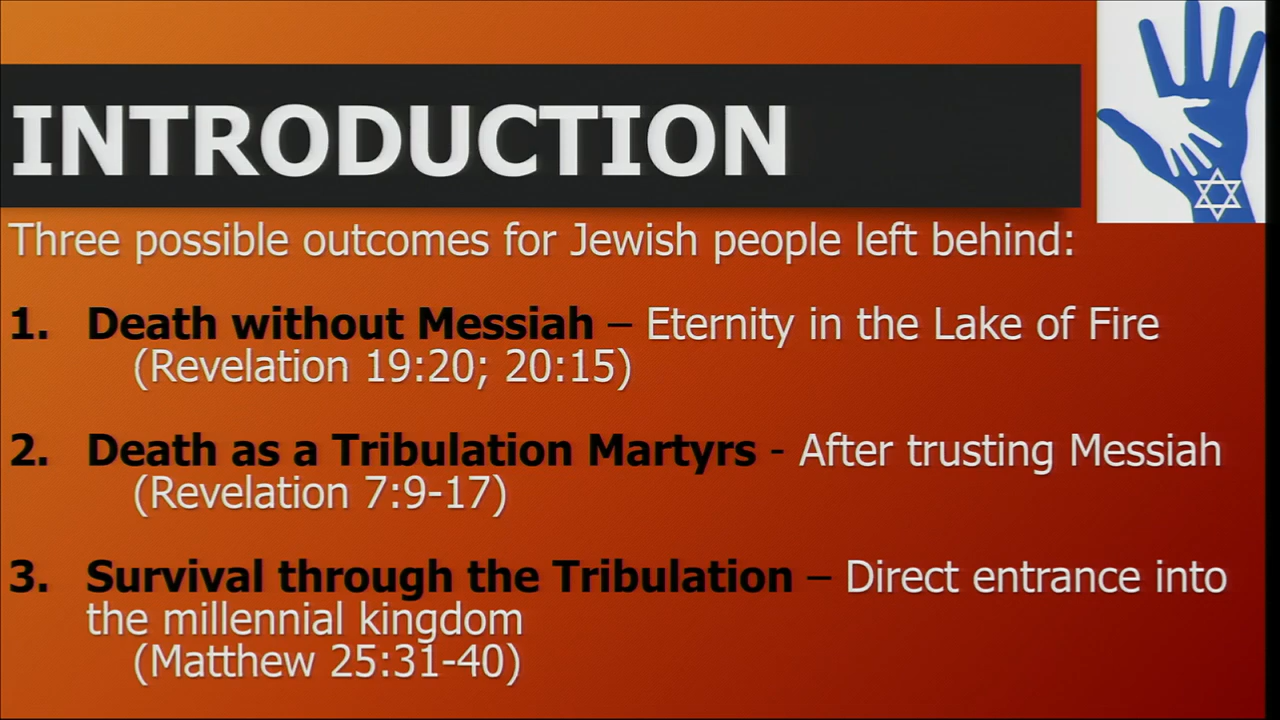 INTRODUCTION
Three possible outcomes for Jewish people left behind:
1. Death without Messiah – Eternity in the Lake of Fire
(Revelation 19:20; 20:15)
2. Death as a Tribulation Martyrs - After trusting Messiah
(Revelation 7:9-17)
3. Survival through the Tribulation – Direct entrance into
the millennial kingdom
(Matthew 25:31-40)